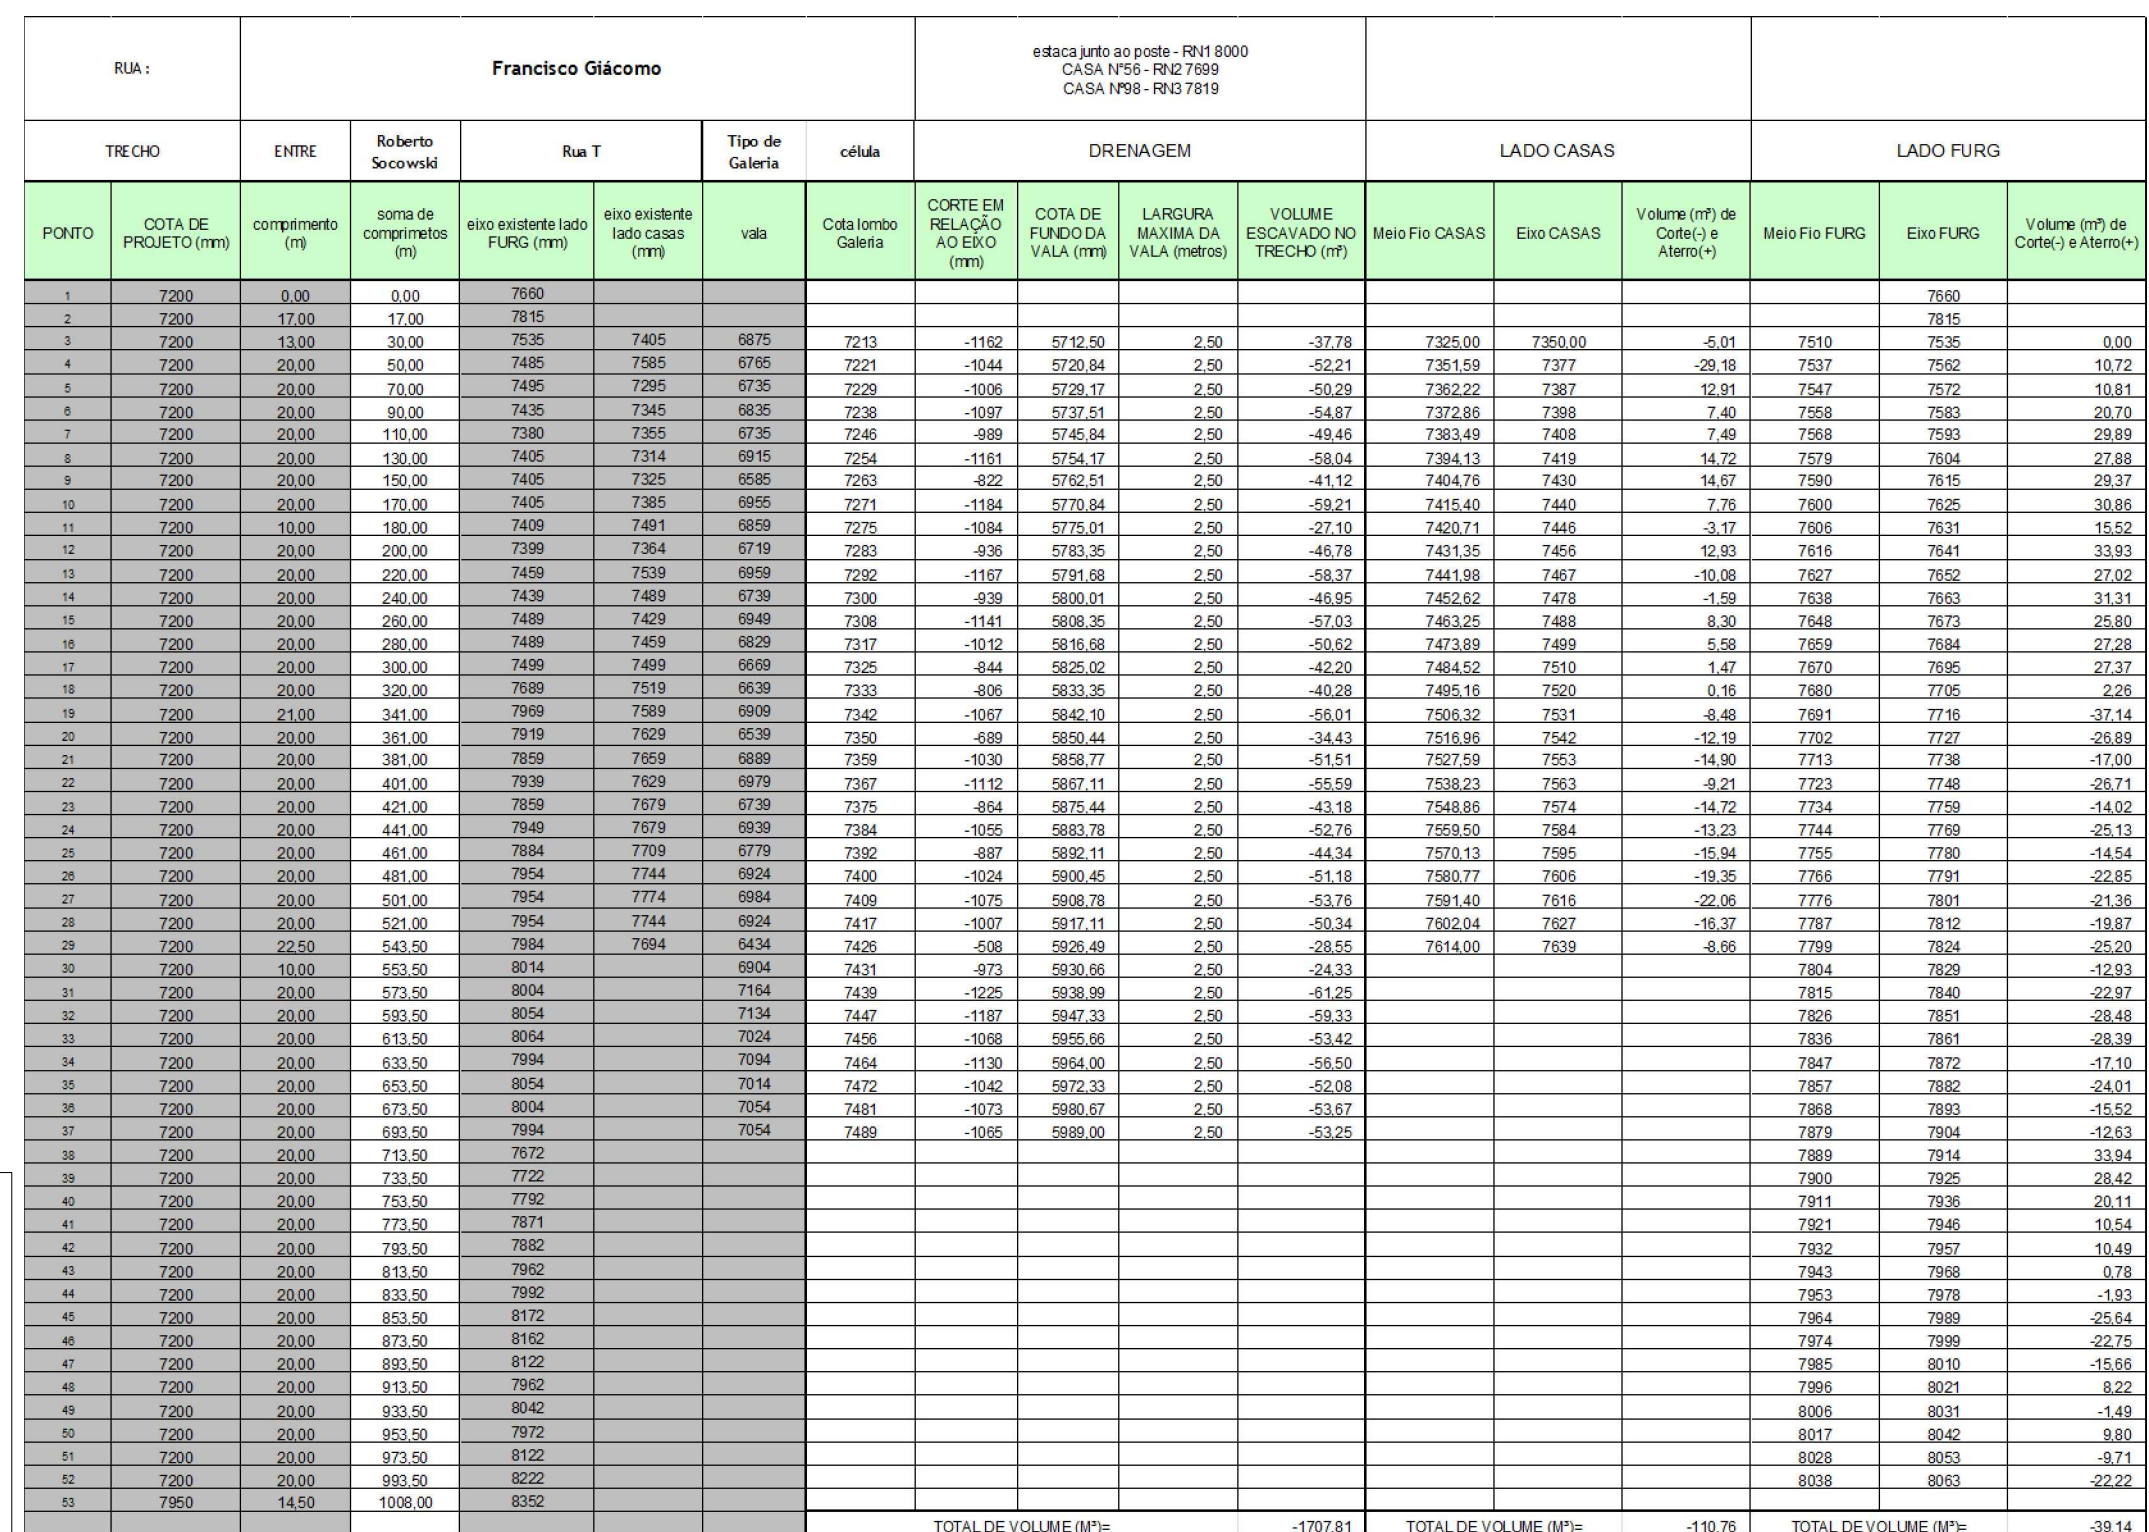 RUA :
Francisco Giácomo
estaca junto ao poste - RN1 8000
CASA N°56 - RN2 7699
CASA Nº98 - RN3 7819
TRECHO ENTRE Roberto Socowski Rua T Tipo de Galeria célula DRENAGEM LADO CASAS LADO FURG
PONTO COTA DE PROJETO (mm) comprimento (m) soma de comprimetos (m) eixo existente lado FURG (mm) eixo existente lado casas (mm) vala Cota lombo Galeria CORTE EM RELAÇÃO AO EIXO (mm) COTA DE FUNDO DA VALA (mm) LARGURA MAXIMA DA VALA (metros) VOLUME ESCAVADO NO TRECHO (m³) Meio Fio CASAS Eixo CASAS Volume (m³) de Corte(-) e Aterro(+) Meio Fio FURG Eixo FURG Volume (m³) de Corte(-) e Aterro(+)
1 7200 0,00 0,00 7660 7660
2 7200 17,00 17,00 7815 7815
3 7200 13,00 30,00 7535 7405 6875 7213 -1162 5712,50 2,50 -37,78 7325,00 7350,00 -5,01 7510 7535 0,00
4 7200 20,00 50,00 7485 7585 6765 7221 -1044 5720,84 2,50 -52,21 7351,59 7377 -29,18 7537 7562 10,72
5 7200 20,00 70,00 7495 7295 6735 7229 -1006 5729,17 2,50 -50,29 7362,22 7387 12,91 7547 7572 10,81
6 7200 20,00 90,00 7435 7345 6835 7238 -1097 5737,51 2,50 -54,87 7372,86 7398 7,40 7558 7583 20,70
7 7200 20,00 110,00 7380 7355 6735 7246 -989 5745,84 2,50 -49,46 7383,49 7408 7,49 7568 7593 29,89
8 7200 20,00 130,00 7405 7314 6915 7254 -1161 5754,17 2,50 -58,04 7394,13 7419 14,72 7579 7604 27,88
9 7200 20,00 150,00 7405 7325 6585 7263 -822 5762,51 2,50 -41,12 7404,76 7430 14,67 7590 7615 29,37
10 7200 20,00 170,00 7405 7385 6955 7271 -1184 5770,84 2,50 -59,21 7415,40 7440 7,76 7600 7625 30,86
11 7200 10,00 180,00 7409 7491 6859 7275 -1084 5775,01 2,50 -27,10 7420,71 7446 -3,17 7606 7631 15,52
12 7200 20,00 200,00 7399 7364 6719 7283 -936 5783,35 2,50 -46,78 7431,35 7456 12,93 7616 7641 33,93
13 7200 20,00 220,00 7459 7539 6959 7292 -1167 5791,68 2,50 -58,37 7441,98 7467 -10,08 7627 7652 27,02
14 7200 20,00 240,00 7439 7489 6739 7300 -939 5800,01 2,50 -46,95 7452,62 7478 -1,59 7638 7663 31,31
15 7200 20,00 260,00 7489 7429 6949 7308 -1141 5808,35 2,50 -57,03 7463,25 7488 8,30 7648 7673 25,80
16 7200 20,00 280,00 7489 7459 6829 7317 -1012 5816,68 2,50 -50,62 7473,89 7499 5,58 7659 7684 27,28
17 7200 20,00 300,00 7499 7499 6669 7325 -844 5825,02 2,50 -42,20 7484,52 7510 1,47 7670 7695 27,37
18 7200 20,00 320,00 7689 7519 6639 7333 -806 5833,35 2,50 -40,28 7495,16 7520 0,16 7680 7705 2,26
19 7200 21,00 341,00 7969 7589 6909 7342 -1067 5842,10 2,50 -56,01 7506,32 7531 -8,48 7691 7716 -37,14
20 7200 20,00 361,00 7919 7629 6539 7350 -689 5850,44 2,50 -34,43 7516,96 7542 -12,19 7702 7727 -26,89
21 7200 20,00 381,00 7859 7659 6889 7359 -1030 5858,77 2,50 -51,51 7527,59 7553 -14,90 7713 7738 -17,00
22 7200 20,00 401,00 7939 7629 6979 7367 -1112 5867,11 2,50 -55,59 7538,23 7563 -9,21 7723 7748 -26,71
23 7200 20,00 421,00 7859 7679 6739 7375 -864 5875,44 2,50 -43,18 7548,86 7574 -14,72 7734 7759 -14,02
24 7200 20,00 441,00 7949 7679 6939 7384 -1055 5883,78 2,50 -52,76 7559,50 7584 -13,23 7744 7769 -25,13
25 7200 20,00 461,00 7884 7709 6779 7392 -887 5892,11 2,50 -44,34 7570,13 7595 -15,94 7755 7780 -14,54
26 7200 20,00 481,00 7954 7744 6924 7400 -1024 5900,45 2,50 -51,18 7580,77 7606 -19,35 7766 7791 -22,85
27 7200 20,00 501,00 7954 7774 6984 7409 -1075 5908,78 2,50 -53,76 7591,40 7616 -22,06 7776 7801 -21,36
28 7200 20,00 521,00 7954 7744 6924 7417 -1007 5917,11 2,50 -50,34 7602,04 7627 -16,37 7787 7812 -19,87
29 7200 22,50 543,50 7984 7694 6434 7426 -508 5926,49 2,50 -28,55 7614,00 7639 -8,66 7799 7824 -25,20
30 7200 10,00 553,50 8014 6904 7431 -973 5930,66 2,50 -24,33 7804 7829 -12,93
31 7200 20,00 573,50 8004 7164 7439 -1225 5938,99 2,50 -61,25 7815 7840 -22,97
32 7200 20,00 593,50 8054 7134 7447 -1187 5947,33 2,50 -59,33 7826 7851 -28,48
33 7200 20,00 613,50 8064 7024 7456 -1068 5955,66 2,50 -53,42 7836 7861 -28,39
34 7200 20,00 633,50 7994 7094 7464 -1130 5964,00 2,50 -56,50 7847 7872 -17,10
35 7200 20,00 653,50 8054 7014 7472 -1042 5972,33 2,50 -52,08 7857 7882 -24,01
36 7200 20,00 673,50 8004 7054 7481 -1073 5980,67 2,50 -53,67 7868 7893 -15,52
37 7200 20,00 693,50 7994 7054 7489 -1065 5989,00 2,50 -53,25 7879 7904 -12,63
38 7200 20,00 713,50 7672 7889 7914 33,94
39 7200 20,00 733,50 7722 7900 7925 28,42
40 7200 20,00 753,50 7792 7911 7936 20,11
41 7200 20,00 773,50 7871 7921 7946 10,54
42 7200 20,00 793,50 7882 7932 7957 10,49
43 7200 20,00 813,50 7962 7943 7968 0,78
44 7200 20,00 833,50 7992 7953 7978 -1,93
45 7200 20,00 853,50 8172 7964 7989 -25,64
46 7200 20,00 873,50 8162 7974 7999 -22,75
47 7200 20,00 893,50 8122 7985 8010 -15,66
48 7200 20,00 913,50 7962 7996 8021 8,22
49 7200 20,00 933,50 8042 8006 8031 -1,49
50 7200 20,00 953,50 7972 8017 8042 9,80
51 7200 20,00 973,50 8122 8028 8053 -9,71
52 7200 20,00 993,50 8222 8038 8063 -22,22
53 7950 14,50 1008,00 8352
TOTAL DE VOLUME (M³)= -1707,81 TOTAL DE VOLUME (M³)= -110,76 TOTAL DE VOLUME (M³)= -39,14